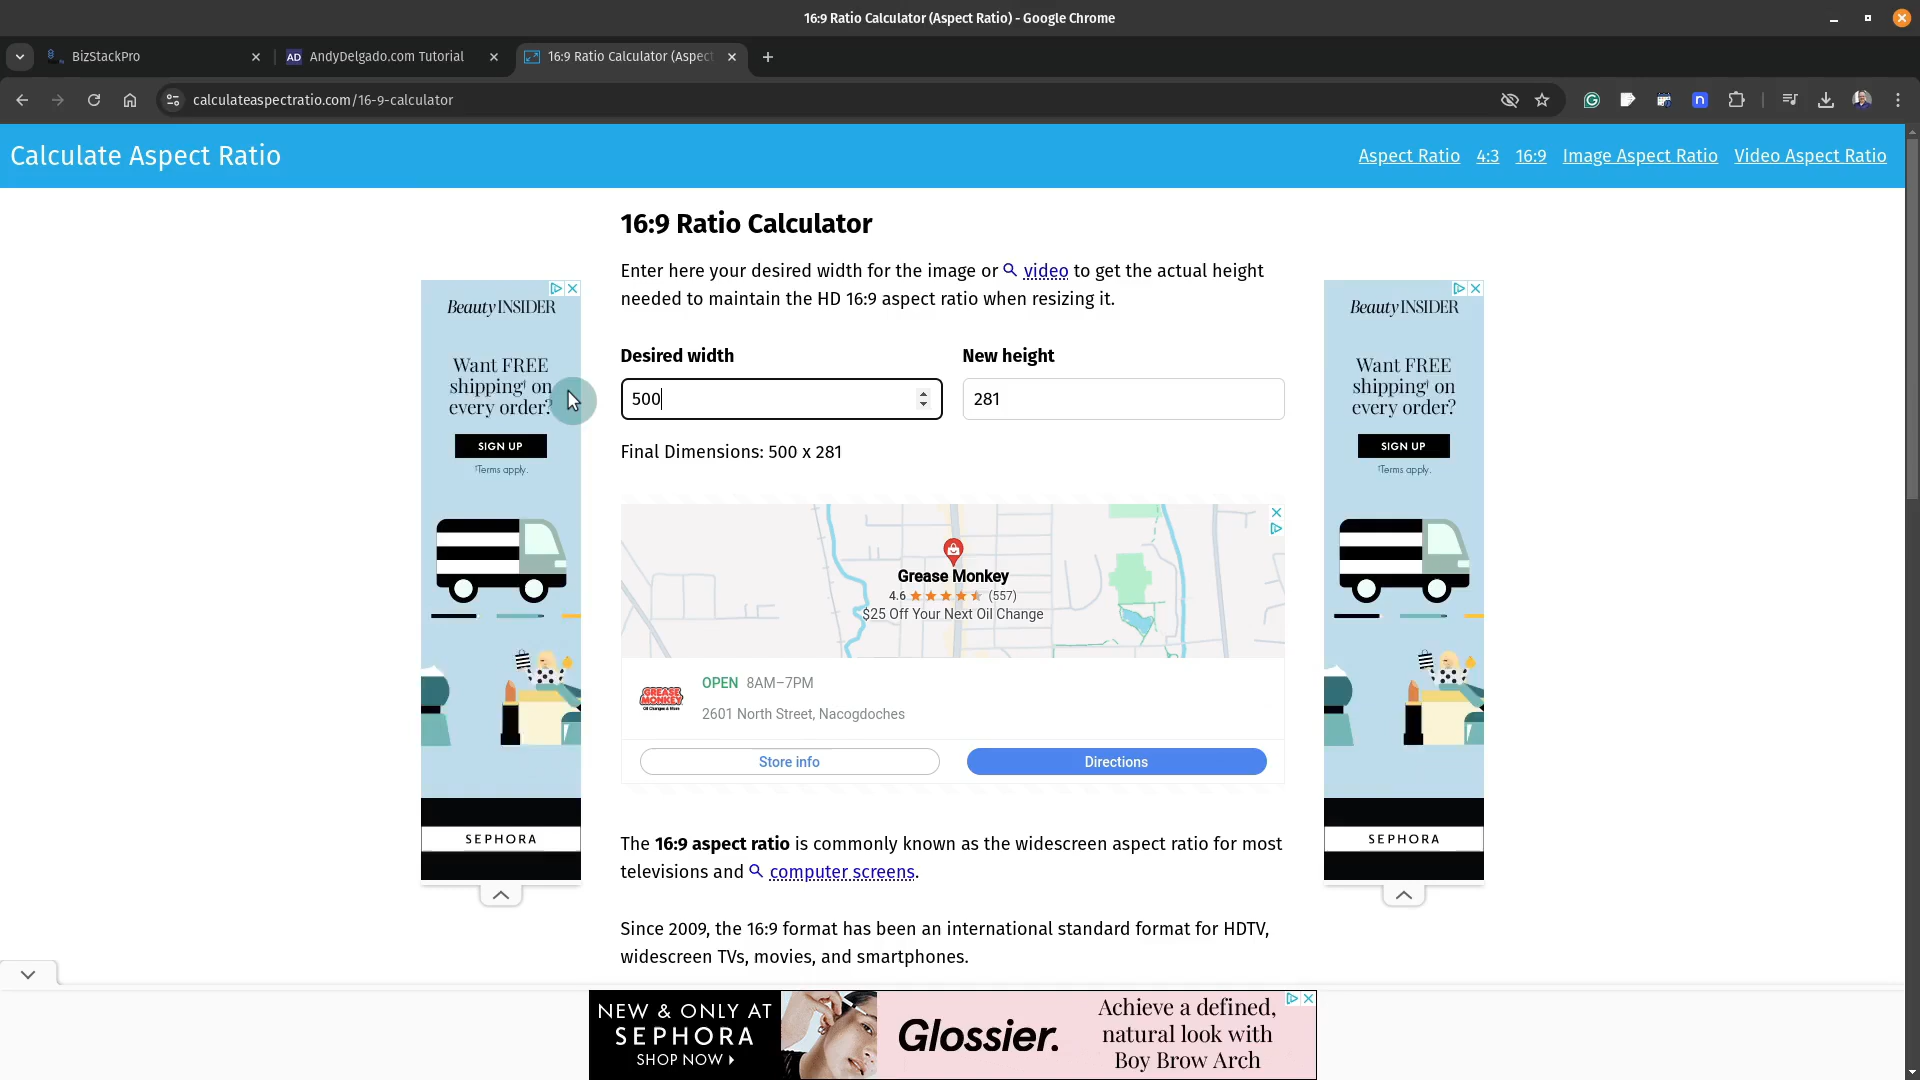 16:9 Ratio Calculator (Aspect Ratio) - Google Chrome
BizStackPro
AD AndyDelgado.com Tutorial
16:9 Ratio Calculator (Aspect
calculateaspectratio.com/16-9-calculator
Calculate Aspect Ratio
Aspect Ratio 4:3 16:9 Image Aspect Ratio Video Aspect Ratio
16:9 Ratio Calculator
Enter here your desired width for the image or video to get the actual height
needed to maintain the HD 16:9 aspect ratio when resizing it.
Desired width
500
New height
281
Final Dimensions: 500 x 281
Beauty INSIDER
Want FREE
shipping† on
every order?
SIGN UP
†Terms apply.
SEPHORA
Grease Monkey
4.6 (557)
$25 Off Your Next Oil Change
GREASE
MONKEY
Oil Changes & More
OPEN 8AM–7PM
2601 North Street, Nacogdoches
Store info
Directions
Beauty INSIDER
Want FREE
shipping† on
every order?
SIGN UP
†Terms apply.
SEPHORA
The 16:9 aspect ratio is commonly known as the widescreen aspect ratio for most
televisions and computer screens.
Since 2009, the 16:9 format has been an international standard format for HDTV,
widescreen TVs, movies, and smartphones.
NEW & ONLY AT
SEPHORA
SHOP NOW
Glossier.
Achieve a defined,
natural look with
Boy Brow Arch